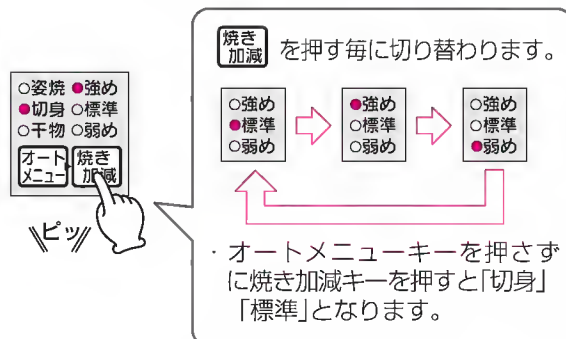 ○姿焼 ●強め
●切身 ○標準
○干物 ○弱め
オート
メニュー
焼き
加減
ピッ
焼き
加減 を押す毎に切り替わります。
○強め
●標準
○弱め
●強め
○標準
○弱め
○強め
○標準
●弱め
・オートメニューキーを押さず
に焼き加減キーを押すと「切身」
「標準」となります。